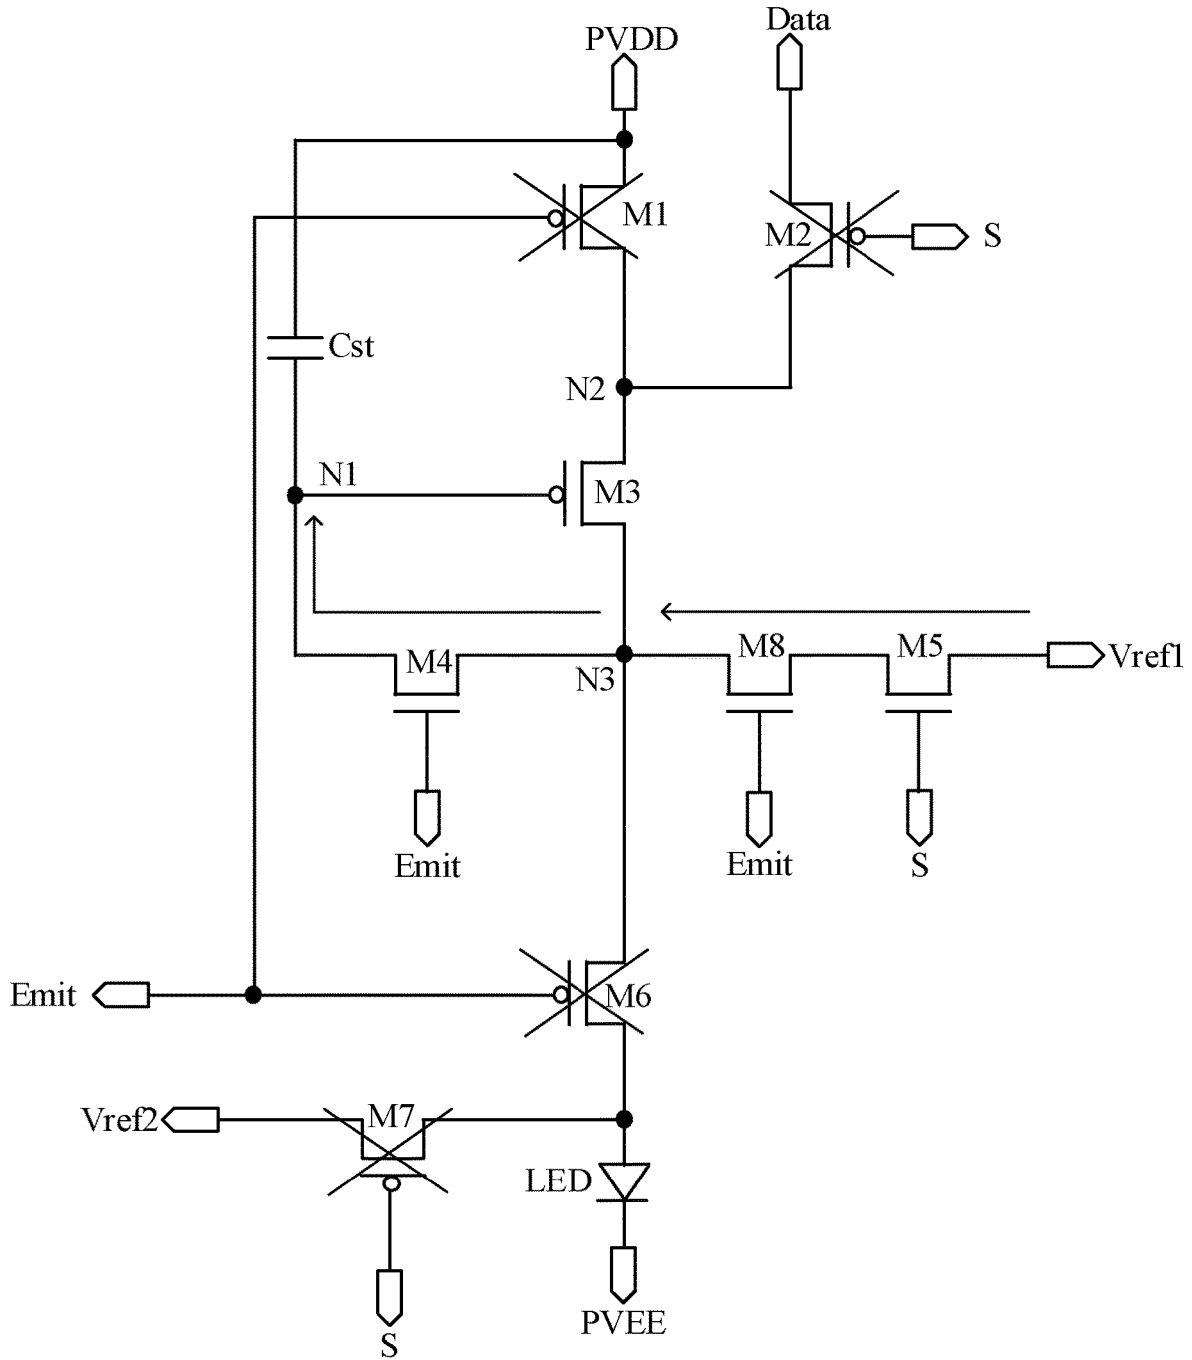 Data
PVDD
M1
M2
S
Cst
N2
N1
M3
M4
M8
M5
Vref1
N3
Emit
Emit
S
Emit
M6
Vref2
M7
LED
PVEE
S